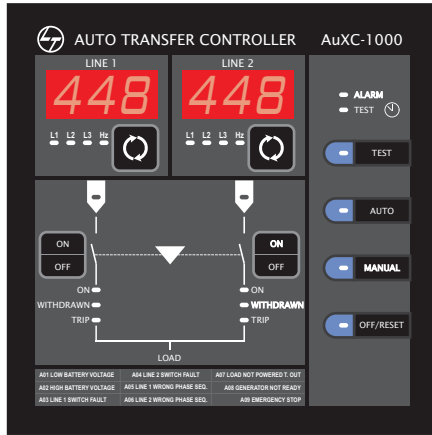 AUTO TRANSFER CONTROLLER AuXC-1000
LINE 1 LINE 2
448 448
L1 L2 L3 Hz L1 L2 L3 Hz
ALARM
TEST
TEST
AUTO
MANUAL
OFF/RESET
ON ON
OFF OFF
ON ON
WITHDRAWN WITHDRAWN
TRIP TRIP
LOAD
A01 LOW BATTERY VOLTAGE A04 LINE 2 SWITCH FAULT A07 LOAD NOT POWERED T. OUT
A02 HIGH BATTERY VOLTAGE A05 LINE 1 WRONG PHASE SEQ. A08 GENERATOR NOT READY
A03 LINE 1 SWITCH FAULT A06 LINE 2 WRONG PHASE SEQ. A09 EMERGENCY STOP